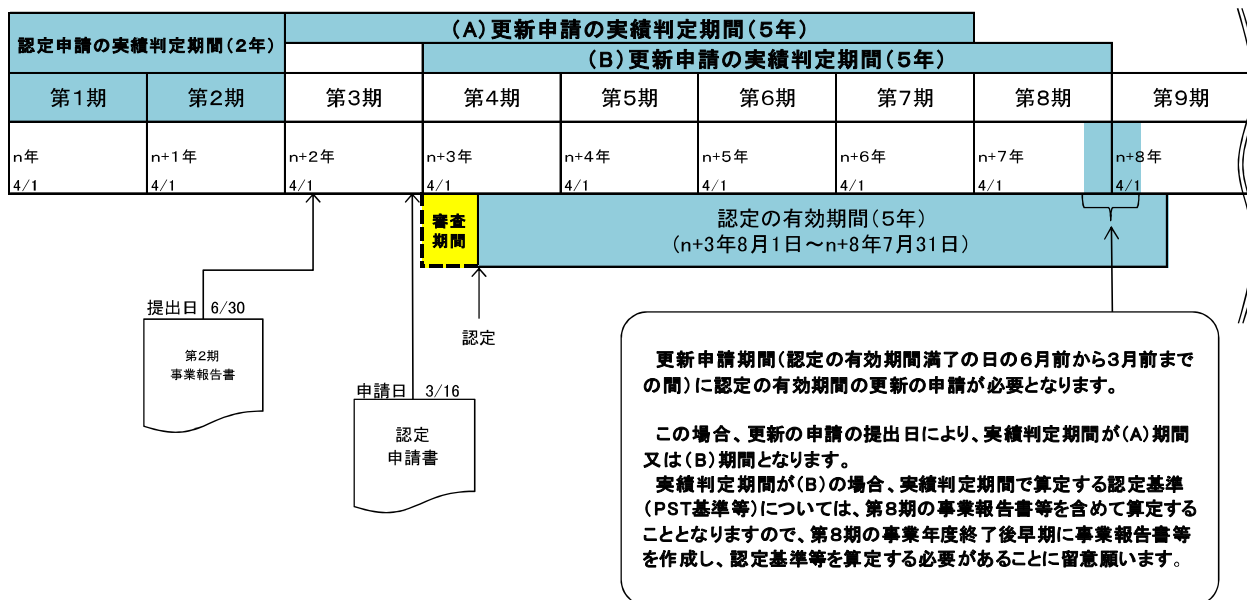 認定申請の実績判定期間(2年)
(A)更新申請の実績判定期間(5年)
(B)更新申請の実績判定期間(5年)
第1期
第2期
第3期
第4期
第5期
第6期
第7期
第8期
第9期
n年
4/1
n+1年
4/1
n+2年
4/1
n+3年
4/1
n+4年
4/1
n+5年
4/1
n+6年
4/1
n+7年
4/1
n+8年
4/1
審査
期間
認定の有効期間(5年)
(n+3年8月1日～n+8年7月31日)
提出日 6/30
第2期
事業報告書
認定
申請日 3/16
認定
申請書
更新申請期間(認定の有効期間満了の日の6月前から3月前まで
の間)に認定の有効期間の更新の申請が必要となります。
この場合、更新の申請の提出日により、実績判定期間が(A)期間
又は(B)期間となります。
実績判定期間が(B)の場合、実績判定期間で算定する認定基準
(PST基準等)については、第8期の事業報告書等を含めて算定する
こととなりますので、第8期の事業年度終了後早期に事業報告書等
を作成し、認定基準等を算定する必要があることに留意願います。